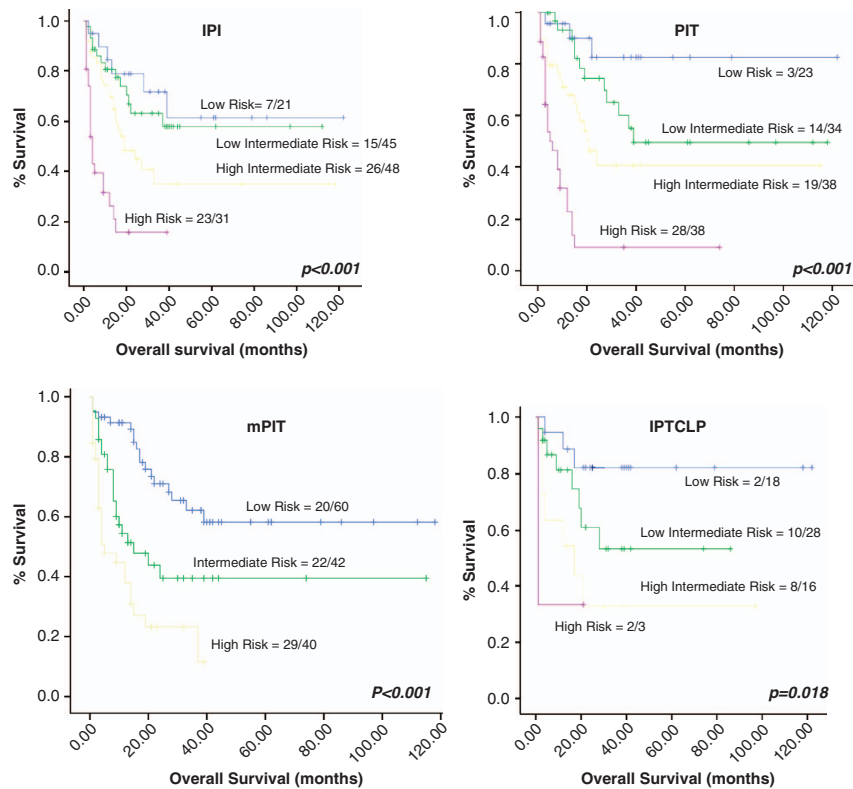 IPI
% Survival
1.0
0.8
0.6
0.4
0.2
0.0
Low Risk= 7/21
Low Intermediate Risk = 15/45
High Intermediate Risk = 26/48
High Risk = 23/31
p<0.001
0.00
20.00
40.00
60.00
80.00
100.00
120.00
Overall survival (months)
PIT
% Survival
1.0
0.8
0.6
0.4
0.2
0.0
Low Risk = 3/23
Low Intermediate Risk = 14/34
High Intermediate Risk = 19/38
High Risk = 28/38
p<0.001
0.00
20.00
40.00
60.00
80.00
100.00
120.00
Overall Survival (months)
mPIT
% Survival
1.0
0.8
0.6
0.4
0.2
0.0
Low Risk = 20/60
Intermediate Risk = 22/42
High Risk = 29/40
P<0.001
0.00
20.00
40.00
60.00
80.00
100.00
120.00
Overall Survival (months)
IPTCLP
% Survival
1.0
0.8
0.6
0.4
0.2
0.0
Low Risk = 2/18
Low Intermediate Risk = 10/28
High Intermediate Risk = 8/16
High Risk = 2/3
p=0.018
0.00
20.00
40.00
60.00
80.00
100.00
120.00
Overall Survival (months)